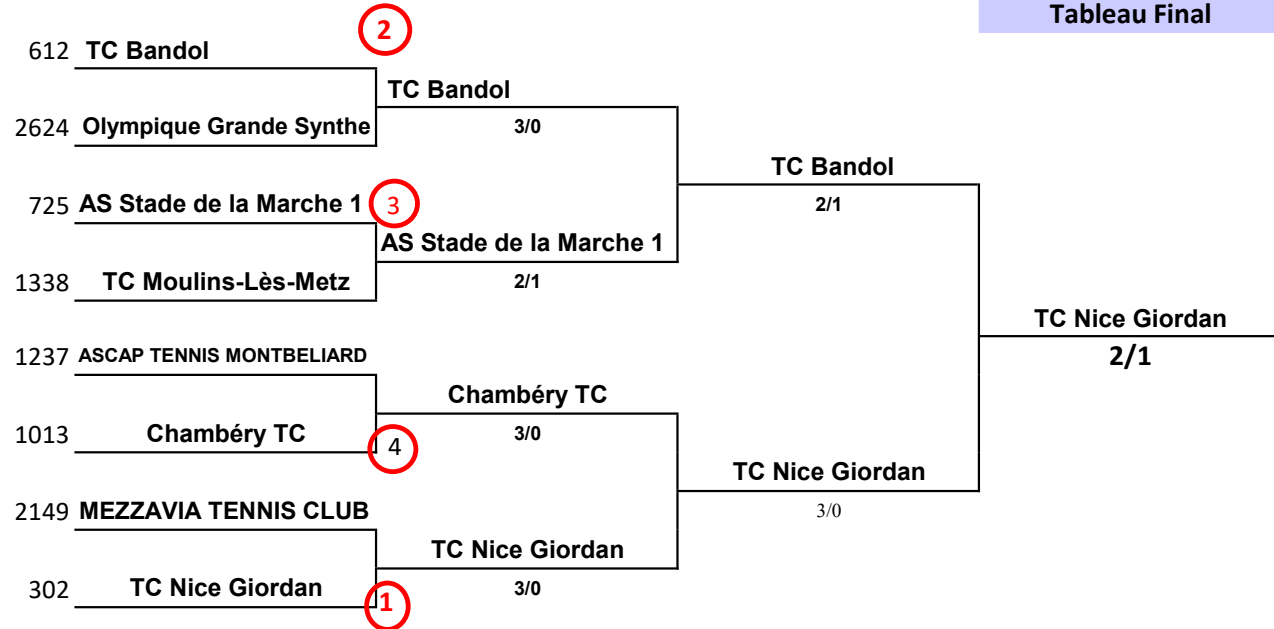 Tableau Final
2
612 TC Bandol
TC Bandol
2624 Olympique Grande Synthe
3/0
TC Bandol
725 AS Stade de la Marche 1 3
2/1
AS Stade de la Marche 1
1338 TC Moulins-Lès-Metz
2/1
TC Nice Giordan
2/1
1237 ASCAP TENNIS MONTBELIARD
Chambéry TC
1013 Chambéry TC 4
3/0
TC Nice Giordan
3/0
2149 MEZZAVIA TENNIS CLUB
TC Nice Giordan
302 TC Nice Giordan 1
3/0